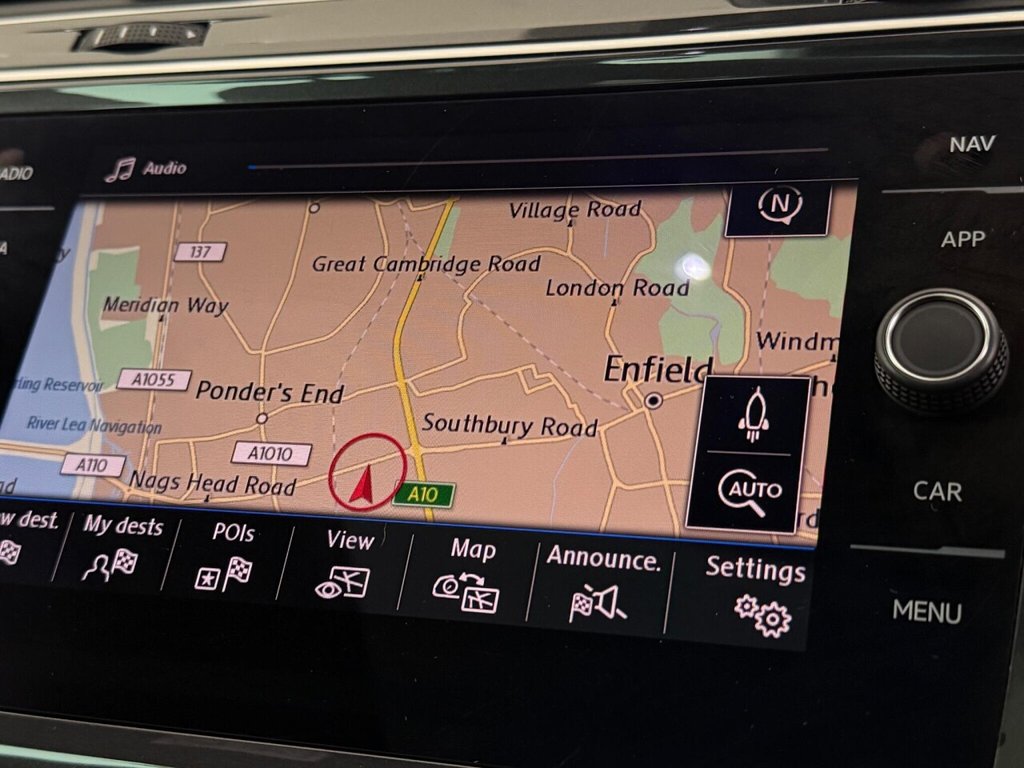 NAV
Audio
Village Road
N
APP
137
Great Cambridge Road
London Road
Meridian Way
Windm
Enfield
A1055
Ponder's End
River Lea Navigation
Southbury Road
A110
A1010
AUTO
CAR
Nags Head Road
A10
My dests
POIs
View
Map
Announce.
Settings
MENU